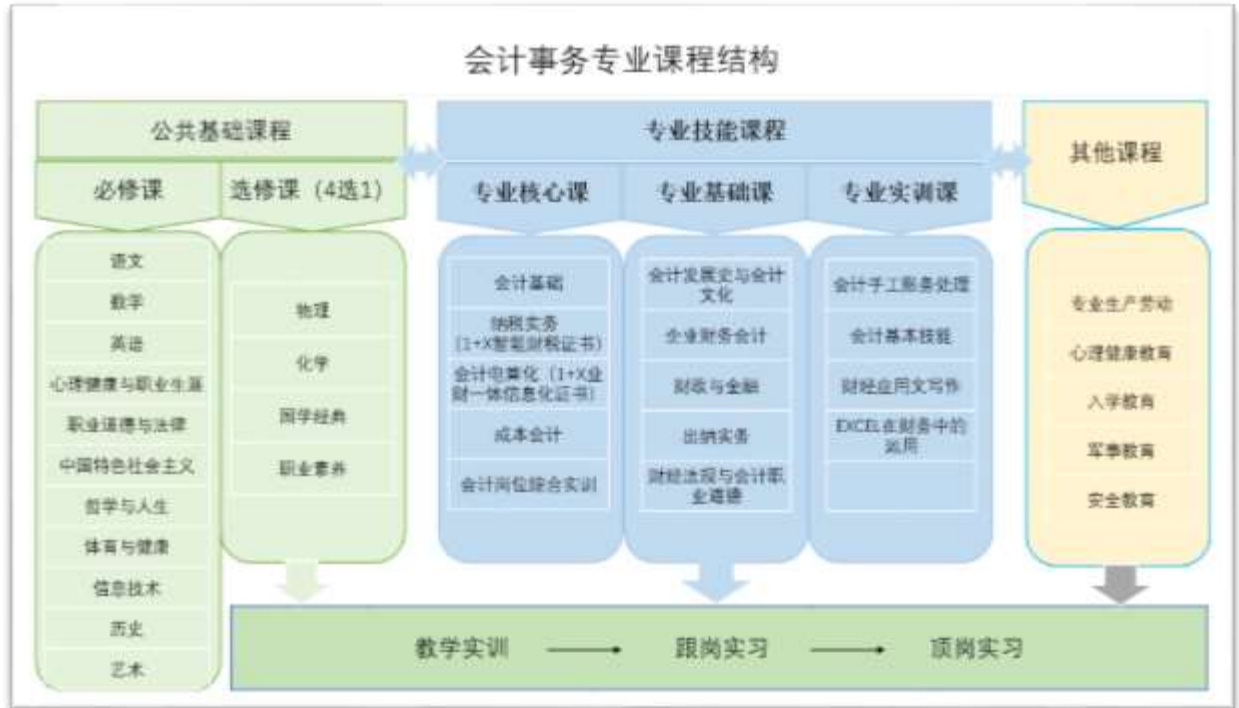 会计事务专业课程结构
公共基础课程
必修课
选修课（4选1）
语文
数学
英语
心理健康与职业生涯
职业道德与法律
中国特色社会主义
哲学与人生
体育与健康
信息技术
历史
艺术
物理
化学
国学经典
职业素养
专业技能课程
专业核心课
专业基础课
专业实训课
会计基础
纳税实务
（1+X智能财税证书）
会计电算化（1+X业
财一体信息化证书）
成本会计
会计岗位综合实训
会计发展史与会计
文化
企业财务会计
财政与金融
出纳实务
财经法规与会计职
业道德
会计手工账务处理
会计基本技能
财经应用文写作
EXCEL在财务中的
运用
其他课程
专业生产劳动
心理健康教育
入学教育
军事教育
安全教育
教学实训 → 跟岗实习 → 顶岗实习